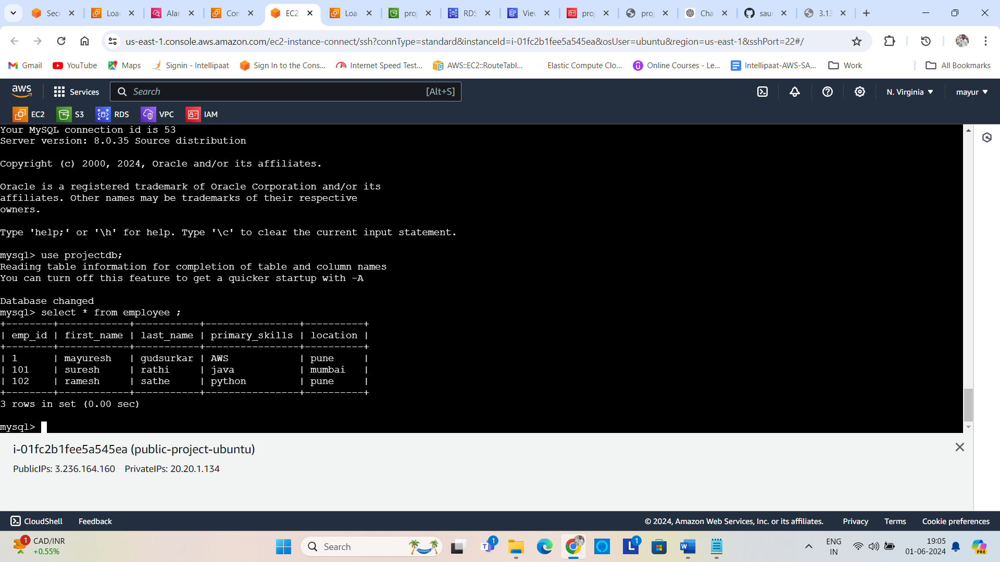 Secu
Load
Alar
Con
EC2
Load
proj
RDS
View
proj
proj
Cha
saur
3.13
us-east-1.console.aws.amazon.com/ec2-instance-connect/ssh?connType=standard&instanceId=i-01fc2b1fee5a545ea&osUser=ubuntu&region=us-east-1&sshPort=22#/
Gmail YouTube Maps Signin - Intellipaat Sign In to the Cons... Internet Speed Test... AWS::EC2::RouteTabl... Elastic Compute Clo... Online Courses - Le... Intellipaat-AWS-SA... Work All Bookmarks
aws Services Search [Alt+S] N. Virginia mayur
EC2 S3 RDS VPC IAM
Your MySQL connection id is 53
Server version: 8.0.35 Source distribution
Copyright (c) 2000, 2024, Oracle and/or its affiliates.
Oracle is a registered trademark of Oracle Corporation and/or its
affiliates. Other names may be trademarks of their respective
owners.
Type 'help;' or '\h' for help. Type '\c' to clear the current input statement.
mysql> use projectdb;
Reading table information for completion of table and column names
You can turn off this feature to get a quicker startup with -A
Database changed
mysql> select * from employee ;
+--------+------------+-----------+----------------+----------+
| emp_id | first_name | last_name | primary_skills | location |
+--------+------------+-----------+----------------+----------+
| 1      | mayuresh   | gudsurkar | AWS            | pune     |
| 101    | suresh     | rathi     | java           | mumbai   |
| 102    | ramesh     | sathe     | python         | pune     |
+--------+------------+-----------+----------------+----------+
3 rows in set (0.00 sec)
mysql>
i-01fc2b1fee5a545ea (public-project-ubuntu)
PublicIPs: 3.236.164.160 PrivateIPs: 20.20.1.134
CloudShell Feedback © 2024, Amazon Web Services, Inc. or its affiliates. Privacy Terms Cookie preferences
1 CAD/INR
+0.55%
Search
1
1
ENG
IN
19:05
01-06-2024
PRE